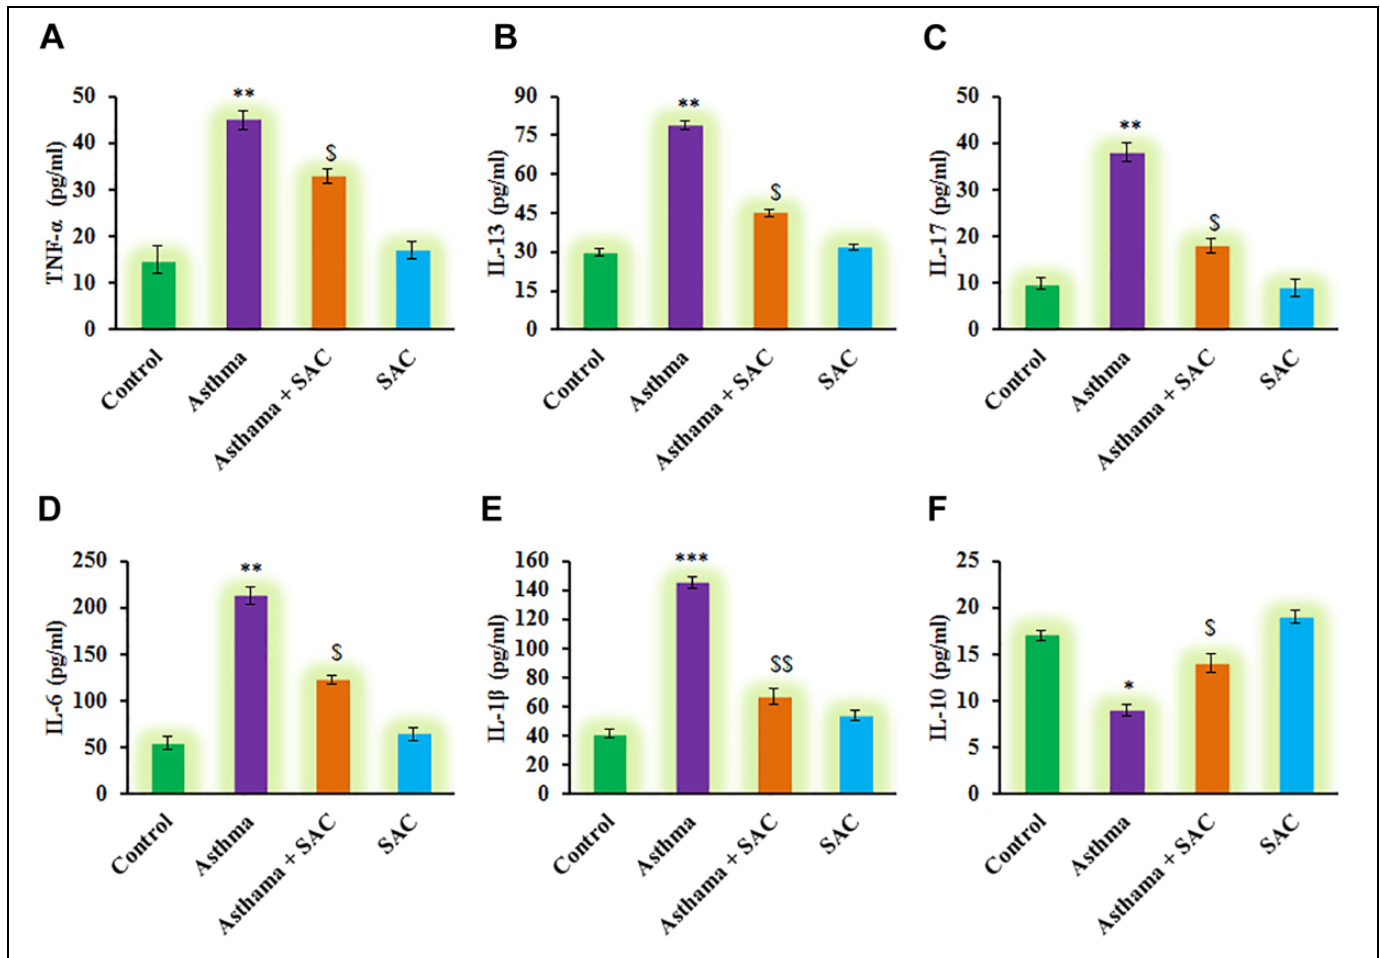 A
TNF-α (pg/ml)
50
40
30
20
10
0
**
$
Control
Asthma
Asthama + SAC
SAC
B
IL-13 (pg/ml)
90
75
60
45
30
15
0
**
$
Control
Asthma
Asthama + SAC
SAC
C
IL-17 (pg/ml)
50
40
30
20
10
0
**
$
Control
Asthma
Asthama + SAC
SAC
D
IL-6 (pg/ml)
250
200
150
100
50
0
**
$
Control
Asthma
Asthama + SAC
SAC
E
IL-1β (pg/ml)
160
140
120
100
80
60
40
20
0
***
$$
Control
Asthma
Asthama + SAC
SAC
F
IL-10 (pg/ml)
25
20
15
10
5
0
*
$
Control
Asthma
Asthama + SAC
SAC